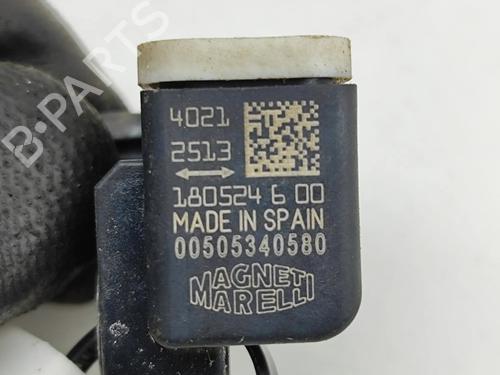 B-PARTS
4021
2513
180524 6 00
MADE IN SPAIN
00505340580
MAGNETI
MARELLI